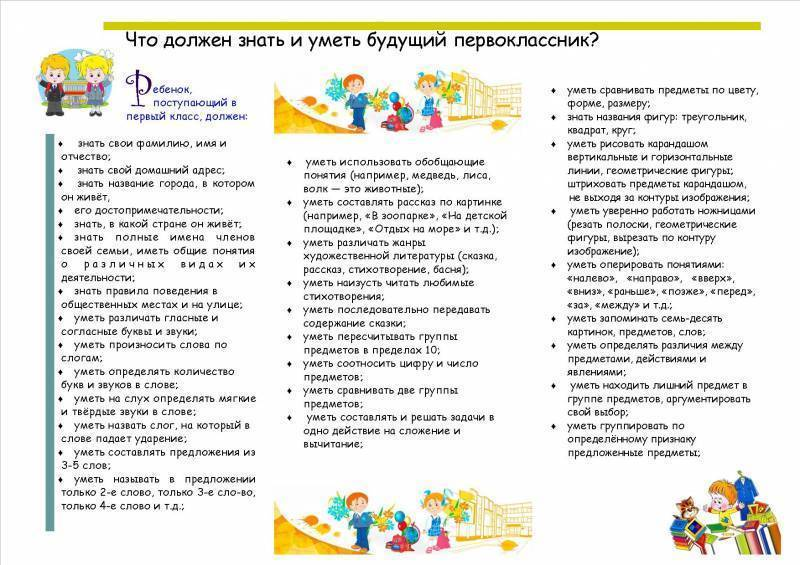 Что должен знать и уметь будущий первоклассник?
Ребенок,
поступающий в
первый класс, должен:
♦ знать свои фамилию, имя и
отчество;
♦ знать свой домашний адрес;
♦ знать название города, в котором
он живёт,
♦ его достопримечательности;
♦ знать, в какой стране он живёт;
♦ знать полные имена членов
своей семьи, иметь общие понятия
о различных видах их
деятельности;
♦ знать правила поведения в
общественных местах и на улице;
♦ уметь различать гласные и
согласные буквы и звуки;
♦ уметь произносить слова по
слогам;
♦ уметь определять количество
букв и звуков в слове;
♦ уметь на слух определять мягкие
и твёрдые звуки в слове;
♦ уметь назвать слог, на который в
слове падает ударение;
♦ уметь составлять предложения из
3-5 слов;
♦ уметь называть в предложении
только 2-е слово, только 3-е сло-во,
только 4-е слово и т.д.;
♦ уметь использовать обобщающие
понятия (например, медведь, лиса,
волк — это животные);
♦ уметь составлять рассказ по картинке
(например, «В зоопарке», «На детской
площадке», «Отдых на море» и т.д.);
♦ уметь различать жанры
художественной литературы (сказка,
рассказ, стихотворение, басня);
♦ уметь наизусть читать любимые
стихотворения;
♦ уметь последовательно передавать
содержание сказки;
♦ уметь пересчитывать группы
предметов в пределах 10;
♦ уметь соотносить цифру и число
предметов;
♦ уметь сравнивать две группы
предметов;
♦ уметь составлять и решать задачи в
одно действие на сложение и
вычитание;
♦ уметь сравнивать предметы по цвету,
форме, размеру;
♦ знать названия фигур: треугольник,
квадрат, круг;
♦ уметь рисовать карандашом
вертикальные и горизонтальные
линии, геометрические фигуры;
штриховать предметы карандашом,
не выходя за контуры изображения;
♦ уметь уверенно работать ножницами
(резать полоски, геометрические
фигуры, вырезать по контуру
изображение);
♦ уметь оперировать понятиями:
«налево», «направо», «вверх»,
«вниз», «раньше», «позже», «перед»,
«за», «между» и т.д.;
♦ уметь запоминать семь-десять
картинок, предметов, слов;
♦ уметь определять различия между
предметами, действиями и
явлениями;
♦ уметь находить лишний предмет в
группе предметов, аргументировать
свой выбор;
♦ уметь группировать по
определённому признаку
предложенные предметы;